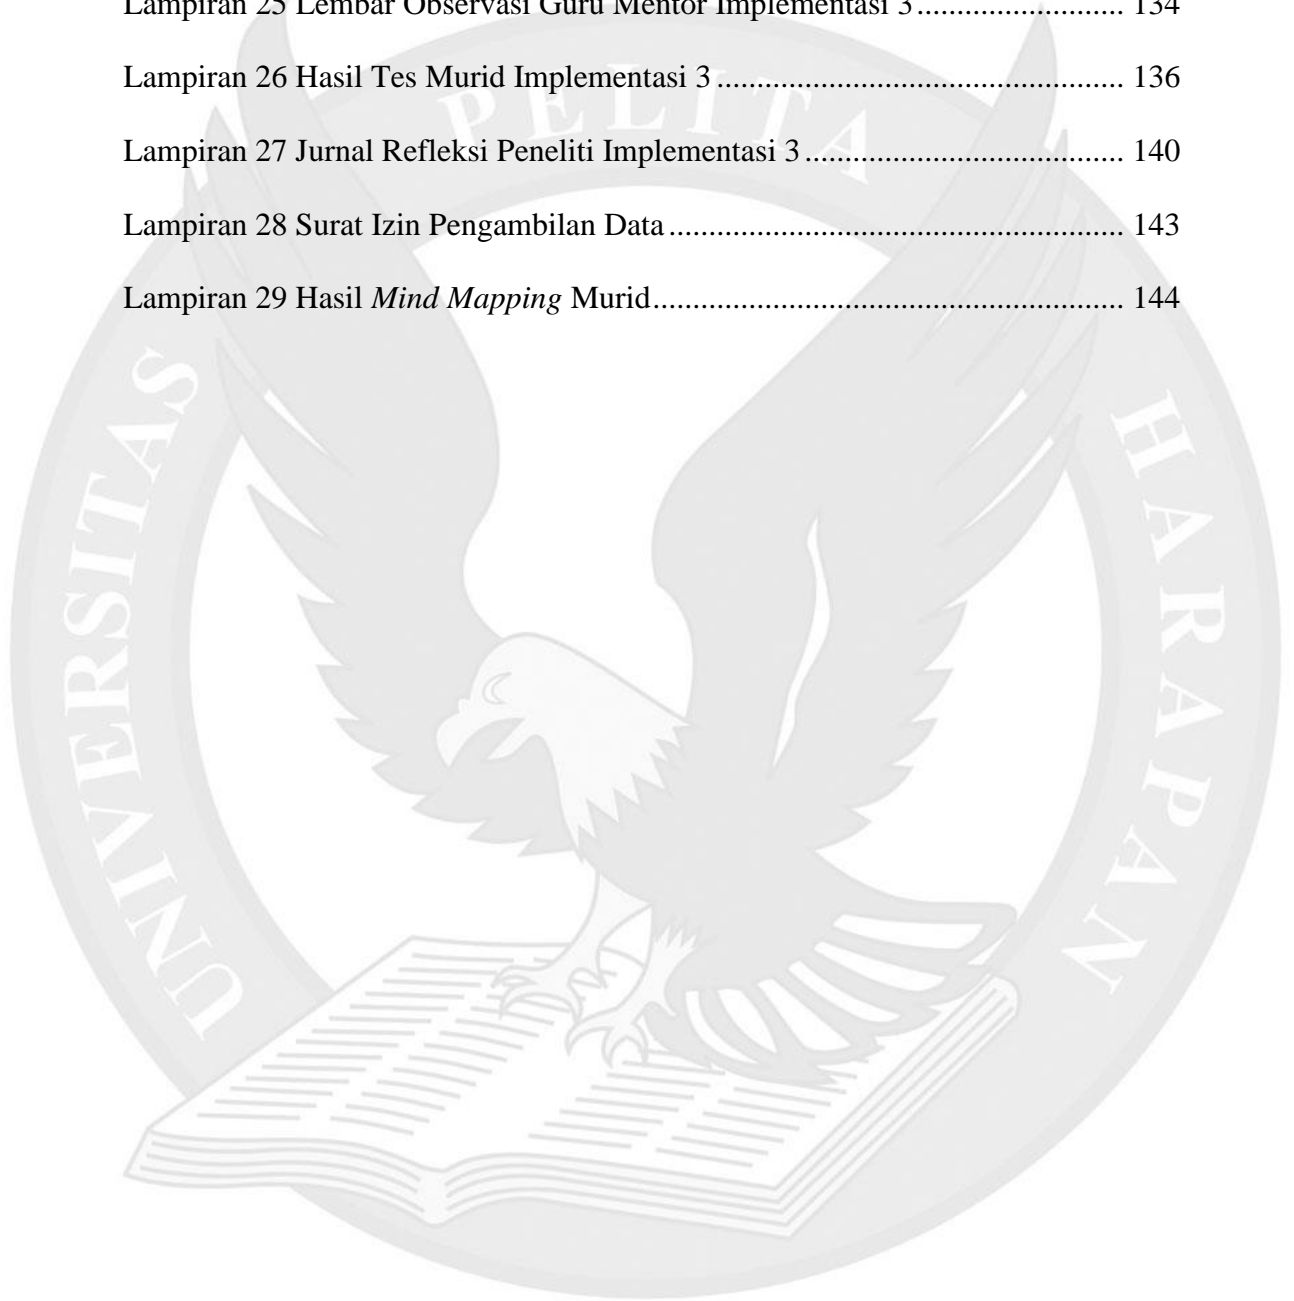 Lampiran 25 Lembar Observasi Guru Mentor Implementasi 3.......................... 134
Lampiran 26 Hasil Tes Murid Implementasi 3 ................................................... 136
Lampiran 27 Jurnal Refleksi Peneliti Implementasi 3 ........................................ 140
Lampiran 28 Surat Izin Pengambilan Data ......................................................... 143
Lampiran 29 Hasil Mind Mapping Murid........................................................... 144
UNIVERSITAS PELITA HARAPAN